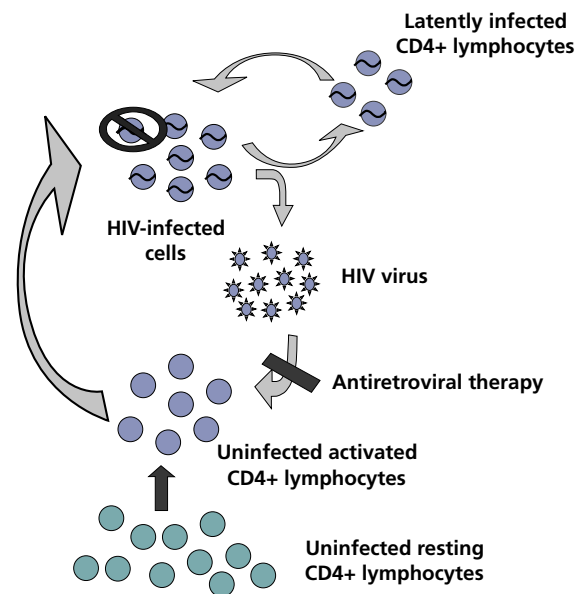 Latently infected
CD4+ lymphocytes
HIV-infected
cells
HIV virus
Antiretroviral therapy
Uninfected activated
CD4+ lymphocytes
Uninfected resting
CD4+ lymphocytes